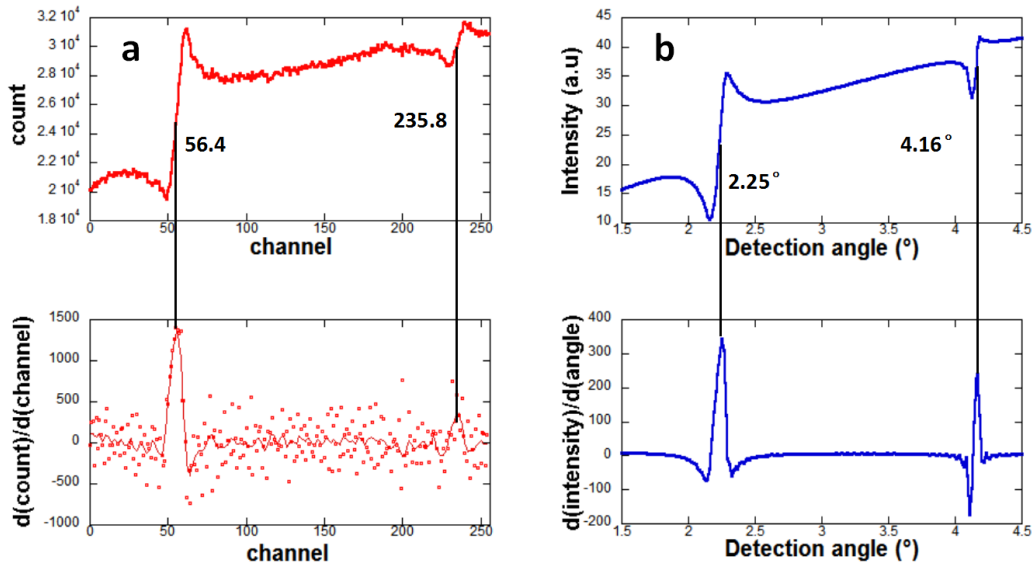 a
count
3.2 10⁴
3 10⁴
2.8 10⁴
2.6 10⁴
2.4 10⁴
2.2 10⁴
2 10⁴
1.8 10⁴
56.4
235.8
0 50 100 150 200 250
channel
b
Intensity (a.u)
45
40
35
30
25
20
15
10
2.25°
4.16°
1.5 2 2.5 3 3.5 4 4.5
Detection angle (°)
d(count)/d(channel)
1500
1000
500
0
-500
-1000
0 50 100 150 200 250
channel
d(intensity)/d(angle)
400
300
200
100
0
-100
-200
1.5 2 2.5 3 3.5 4 4.5
Detection angle (°)